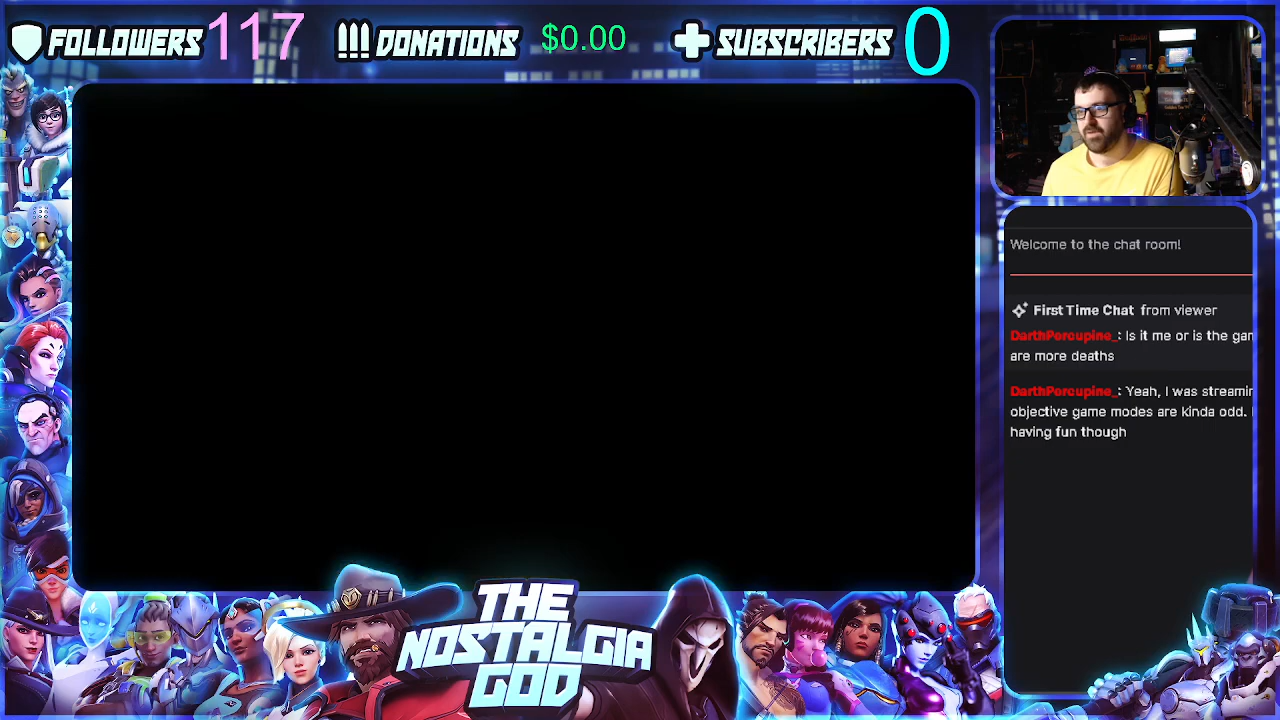 FOLLOWERS 117
DONATIONS $0.00
SUBSCRIBERS 0
Welcome to the chat room!
First Time Chat from viewer
DarthPorcupine_: Is it me or is the
are more deaths
DarthPorcupine_: Yeah, I was
objective game modes are kinda odd.
having fun though
THE
NOSTALGIA
GOD